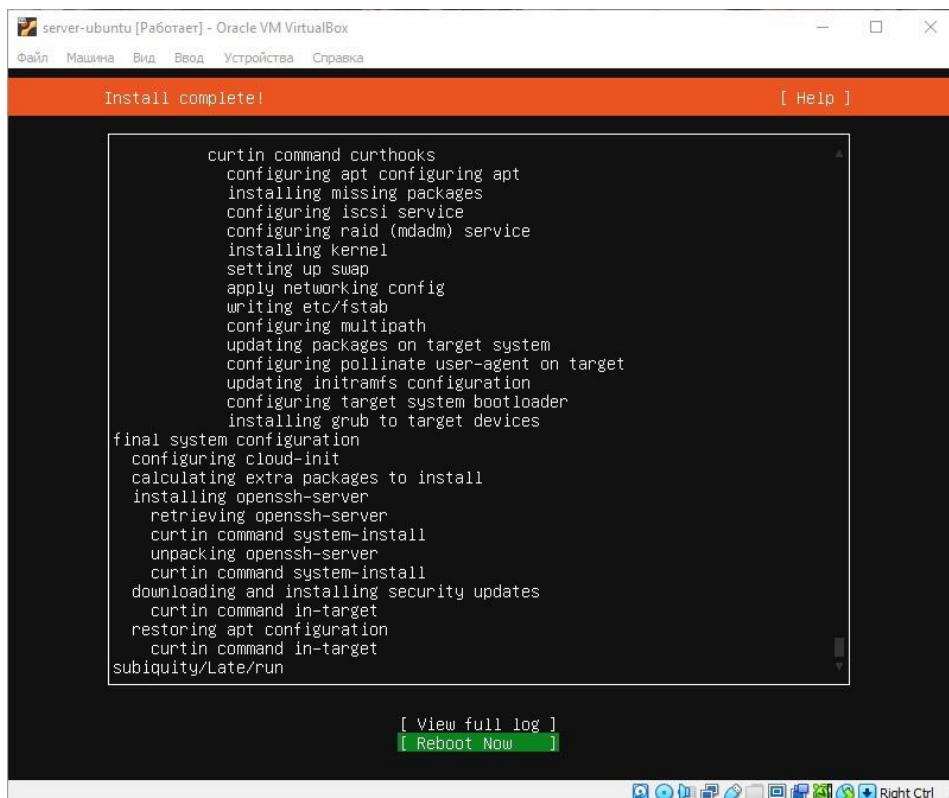 server-ubuntu [Работает] - Oracle VM VirtualBox
Файл Машина Вид Ввод Устройства Справка
Install complete! [ Help ]
curtin command curthooks
configuring apt configuring apt
installing missing packages
configuring iscsi service
configuring raid (mdadm) service
installing kernel
setting up swap
apply networking config
writing etc/fstab
configuring multipath
updating packages on target system
configuring pollinate user-agent on target
updating initramfs configuration
configuring target system bootloader
installing grub to target devices
final system configuration
configuring cloud-init
calculating extra packages to install
installing openssh-server
retrieving openssh-server
curtin command system-install
unpacking openssh-server
curtin command system-install
downloading and installing security updates
curtin command in-target
restoring apt configuration
curtin command in-target
subiquity/Late/run
[ View full log ]
[ Reboot Now ]
Right Ctrl